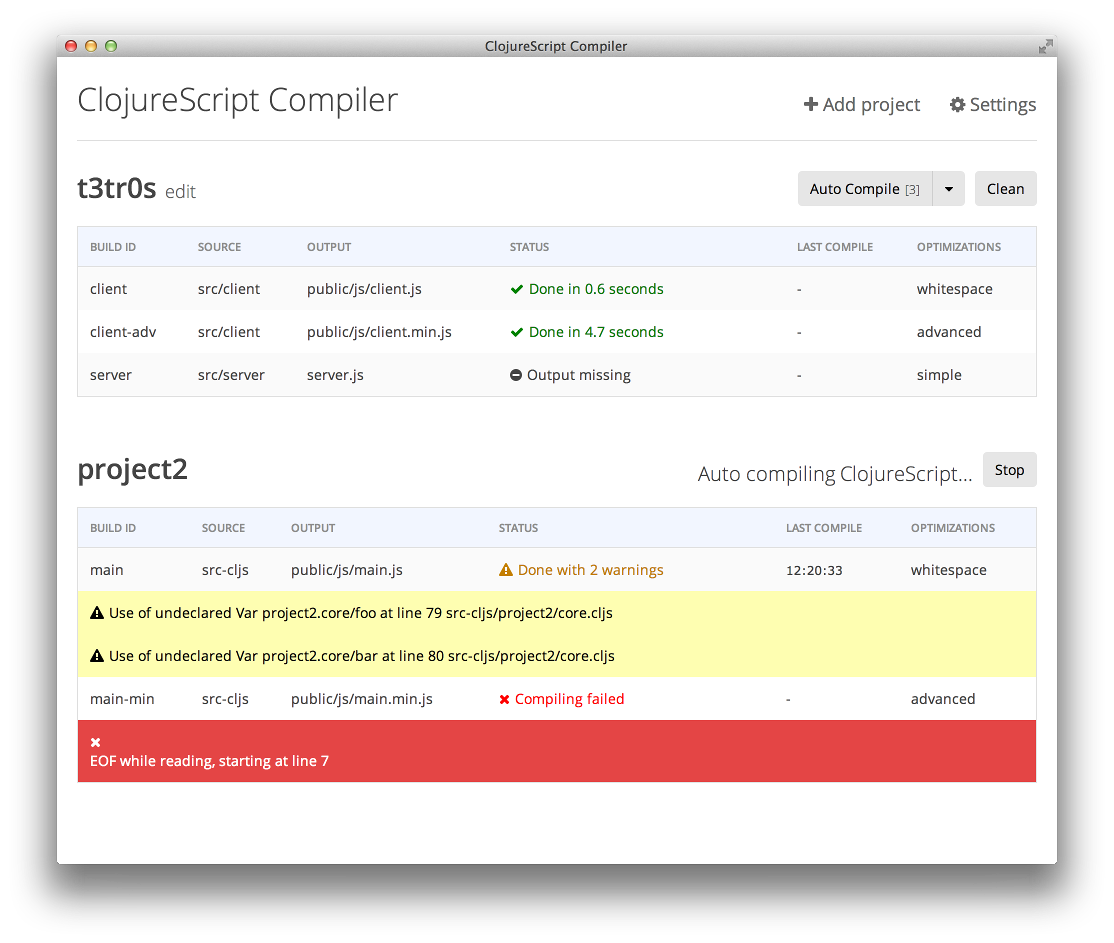 ClojureScript Compiler
ClojureScript Compiler
Add project Settings
t3tr0s edit
Auto Compile [3] Clean
BUILD ID SOURCE OUTPUT STATUS LAST COMPILE OPTIMIZATIONS
client src/client public/js/client.js Done in 0.6 seconds - whitespace
client-adv src/client public/js/client.min.js Done in 4.7 seconds - advanced
server src/server server.js Output missing - simple
project2
Auto compiling ClojureScript... Stop
BUILD ID SOURCE OUTPUT STATUS LAST COMPILE OPTIMIZATIONS
main src-cljs public/js/main.js Done with 2 warnings 12:20:33 whitespace
Use of undeclared Var project2.core/foo at line 79 src-cljs/project2/core.cljs
Use of undeclared Var project2.core/bar at line 80 src-cljs/project2/core.cljs
main-min src-cljs public/js/main.min.js Compiling failed - advanced
EOF while reading, starting at line 7